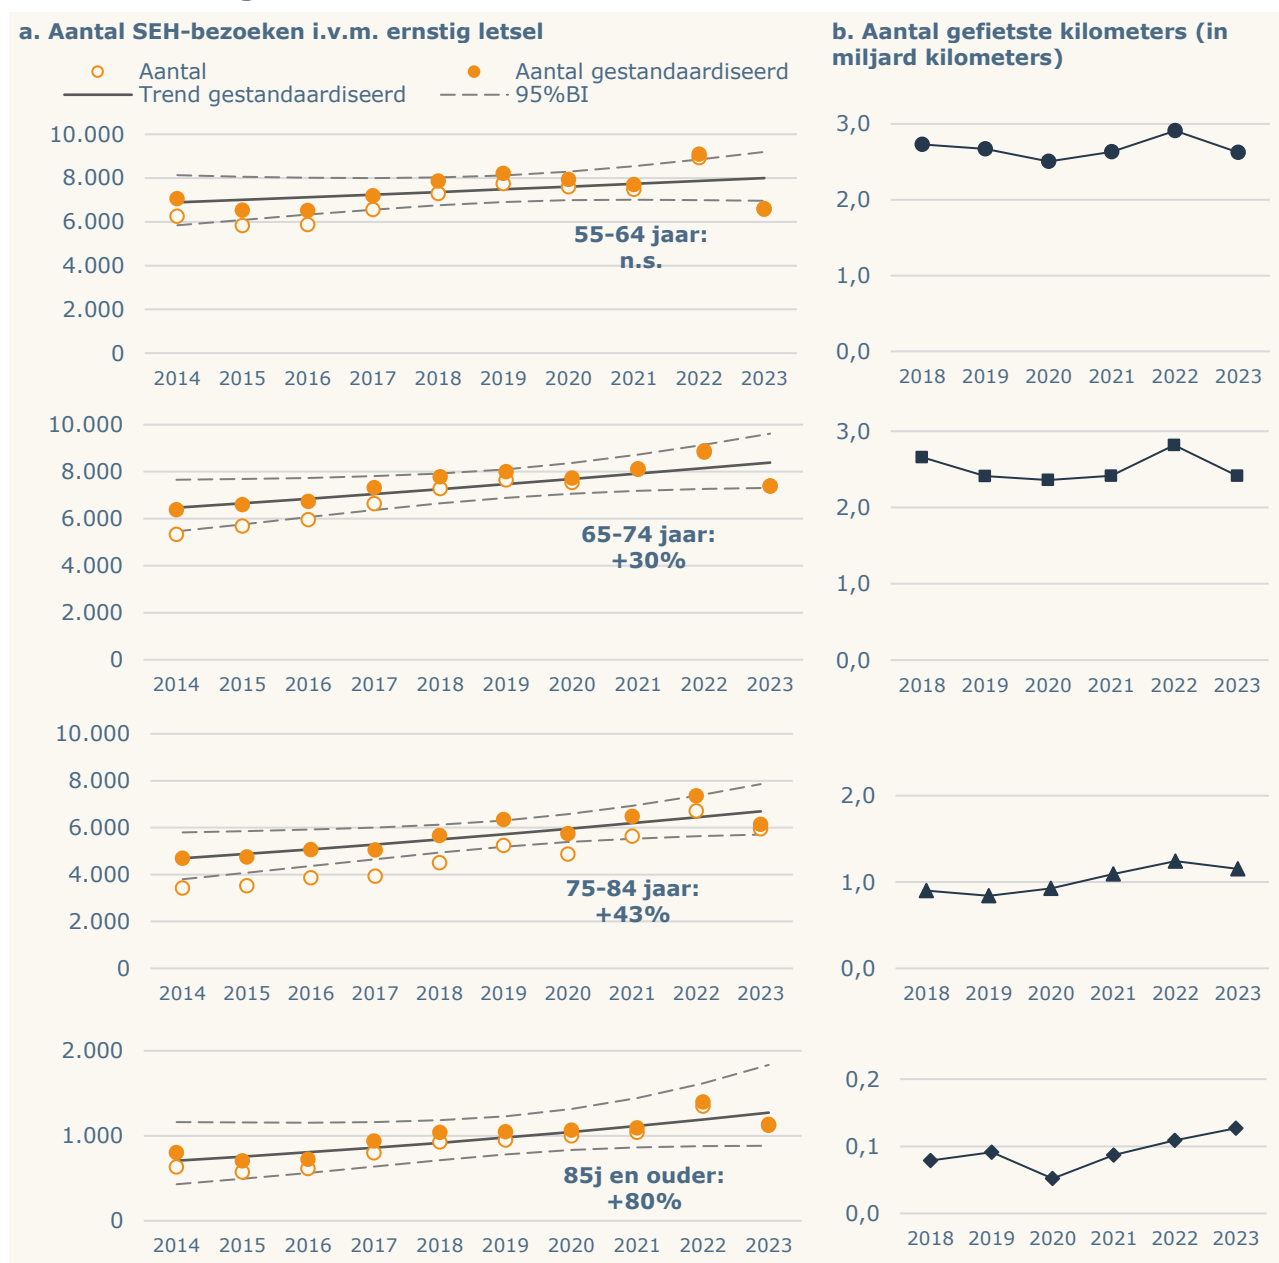 a. Aantal SEH-bezoeken i.v.m. ernstig letsel
Aantal
Aantal gestandaardiseerd
Trend gestandaardiseerd
95%BI
10.000
8.000
6.000
4.000
2.000
0
55-64 jaar:
n.s.
2014 2015 2016 2017 2018 2019 2020 2021 2022 2023
10.000
8.000
6.000
4.000
2.000
0
65-74 jaar:
+30%
2014 2015 2016 2017 2018 2019 2020 2021 2022 2023
10.000
8.000
6.000
4.000
2.000
0
75-84 jaar:
+43%
2014 2015 2016 2017 2018 2019 2020 2021 2022 2023
2.000
1.000
0
85j en ouder:
+80%
2014 2015 2016 2017 2018 2019 2020 2021 2022 2023
b. Aantal gefietste kilometers (in
miljard kilometers)
3,0
2,0
1,0
0,0
2018 2019 2020 2021 2022 2023
3,0
2,0
1,0
0,0
2018 2019 2020 2021 2022 2023
2,0
1,0
0,0
2018 2019 2020 2021 2022 2023
0,2
0,1
0,0
2018 2019 2020 2021 2022 2023